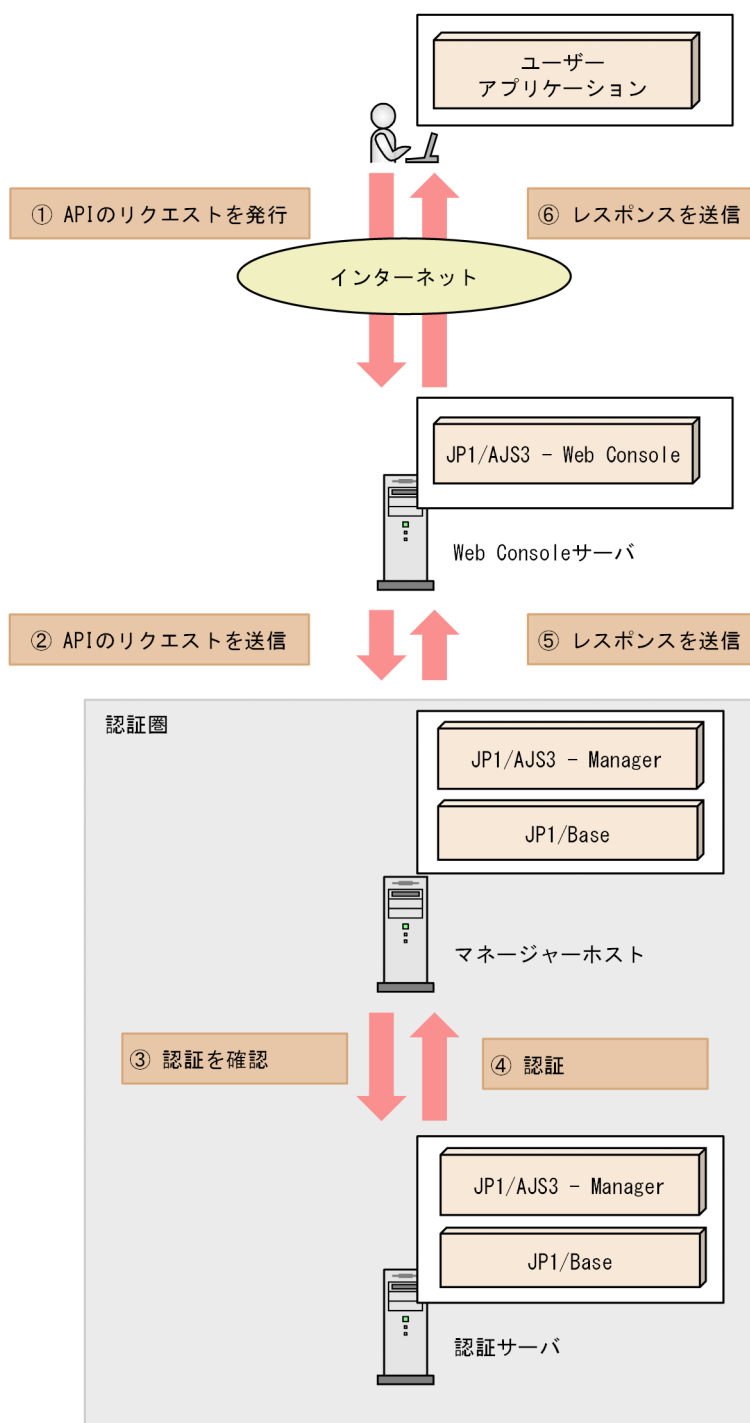 ユーザー
アプリケーション
① APIのリクエストを発行
⑥ レスポンスを送信
インターネット
JP1/AJS3 − Web Console
Web Consoleサーバ
② APIのリクエストを送信
⑤ レスポンスを送信
認証圏
JP1/AJS3 − Manager
JP1/Base
マネージャーホスト
③ 認証を確認
④ 認証
JP1/AJS3 − Manager
JP1/Base
認証サーバ